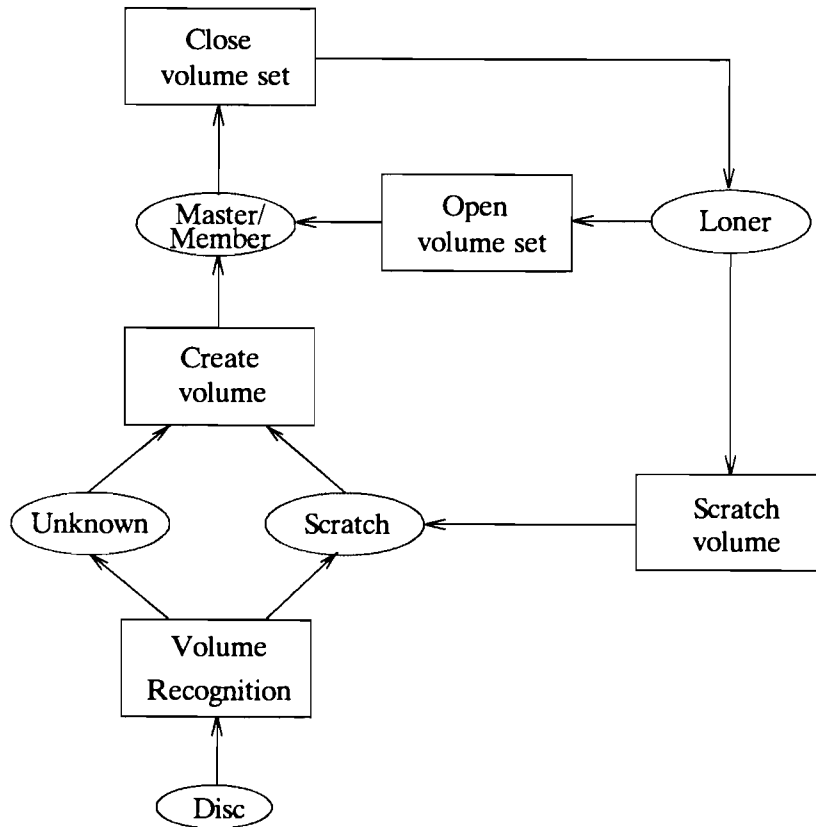 Close
volume set
Master/
Member
Open
volume set
Loner
Create
volume
Unknown
Scratch
Scratch
volume
Volume
Recognition
Disc